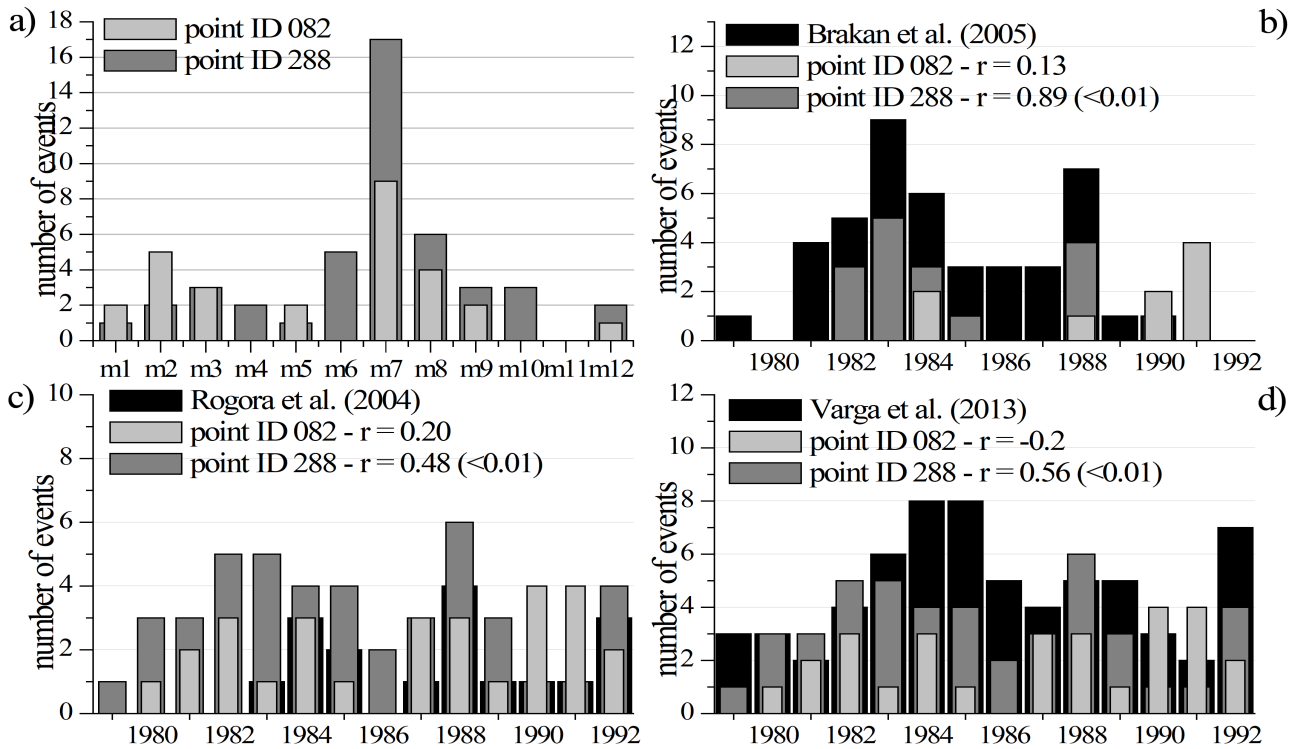 a)
18
16
14
12
10
8
6
4
2
0
number of events
point ID 082
point ID 288
m1 m2 m3 m4 m5 m6 m7 m8 m9 m10 m11 m12
b)
12
10
8
6
4
2
0
number of events
Brakan et al. (2005)
point ID 082 - r = 0.13
point ID 288 - r = 0.89 (<0.01)
1980 1982 1984 1986 1988 1990 1992
c)
10
8
6
4
2
0
number of events
Rogora et al. (2004)
point ID 082 - r = 0.20
point ID 288 - r = 0.48 (<0.01)
1980 1982 1984 1986 1988 1990 1992
d)
12
10
8
6
4
2
0
number of events
Varga et al. (2013)
point ID 082 - r = -0.2
point ID 288 - r = 0.56 (<0.01)
1980 1982 1984 1986 1988 1990 1992